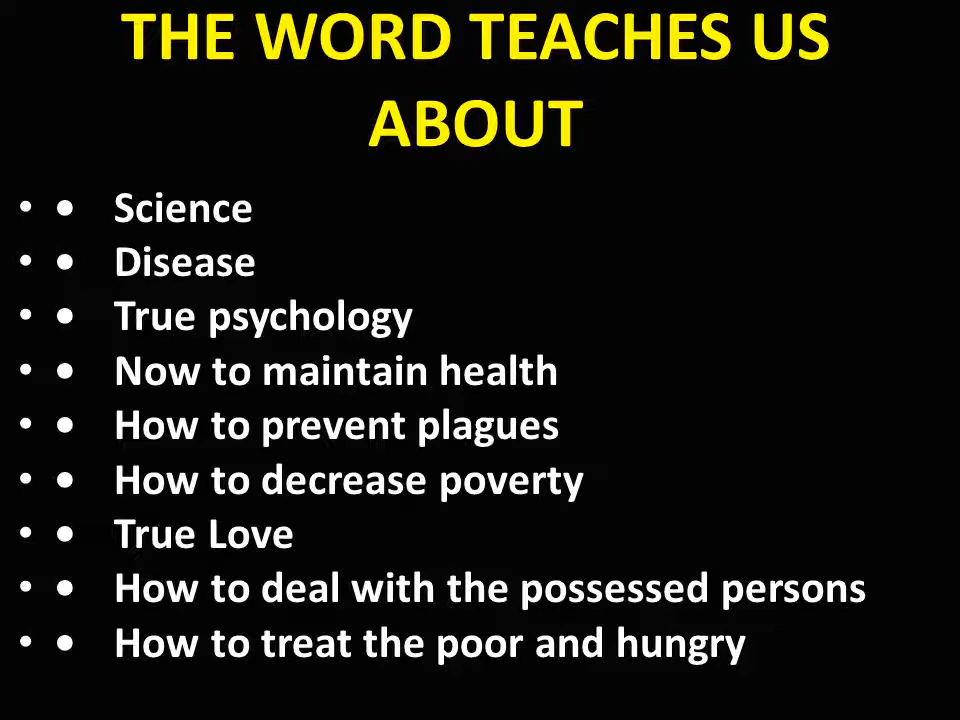 THE WORD TEACHES US
ABOUT
• • Science
• • Disease
• • True psychology
• • Now to maintain health
• • How to prevent plagues
• • How to decrease poverty
• • True Love
• • How to deal with the possessed persons
• • How to treat the poor and hungry